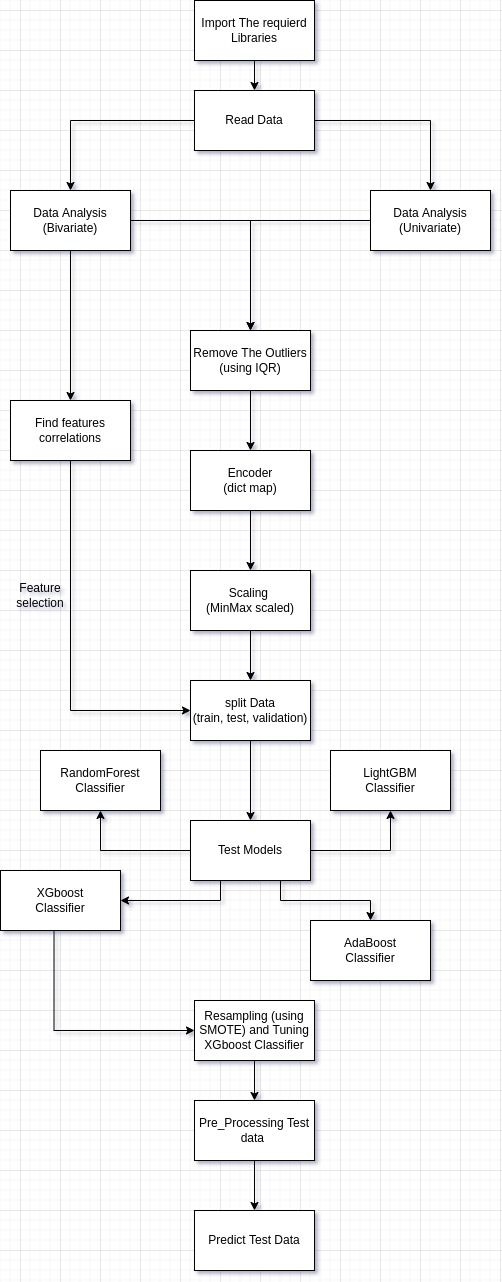 Import The requierd
Libraries
Read Data
Data Analysis
(Bivariate)
Data Analysis
(Univariate)
Remove The Outliers
(using IQR)
Find features
correlations
Encoder
(dict map)
Scaling
(MinMax scaled)
Feature
selection
split Data
(train, test, validation)
RandomForest
Classifier
LightGBM
Classifier
Test Models
XGboost
Classifier
AdaBoost
Classifier
Resampling (using
SMOTE) and Tuning
XGboost Classifier
Pre_Processing Test
data
Predict Test Data